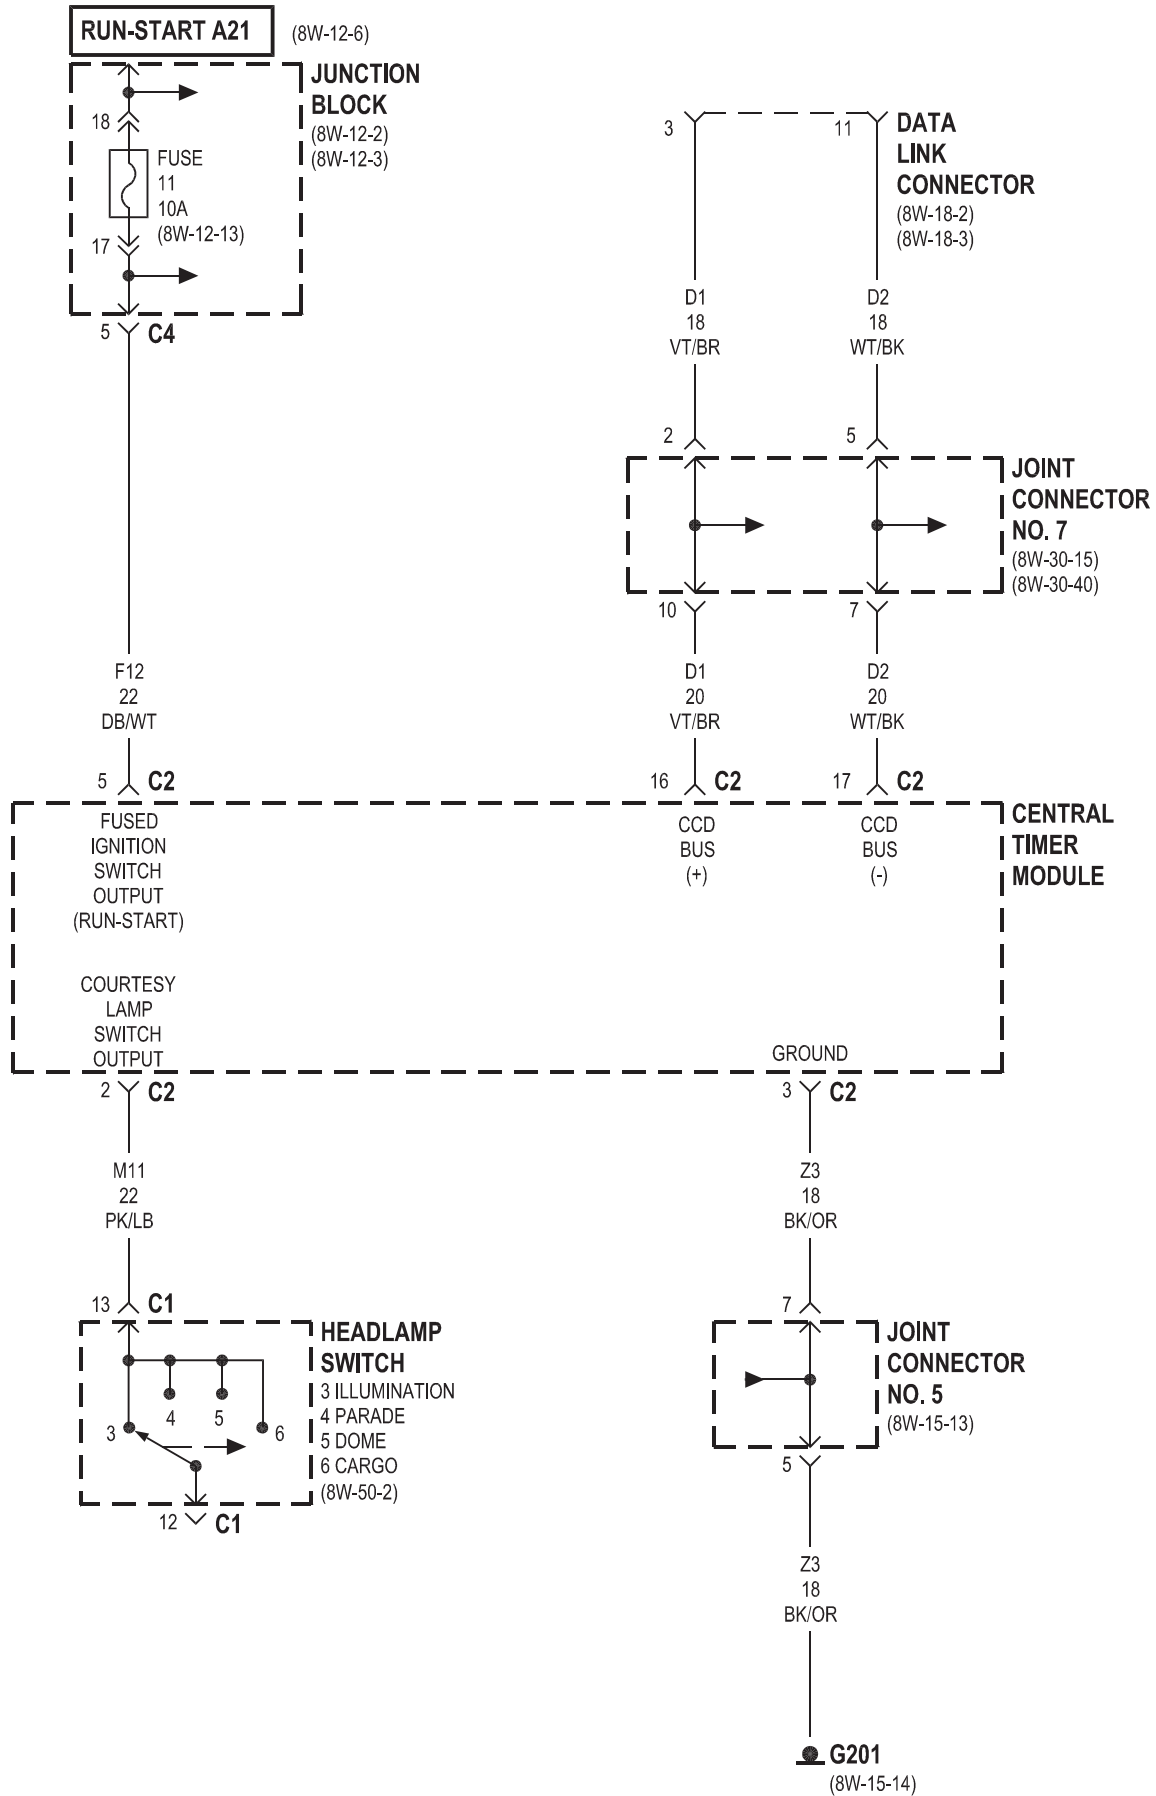 RUN-START A21
(8W-12-6)
JUNCTION
BLOCK
(8W-12-2)
(8W-12-3)
18
FUSE
11
10A
(8W-12-13)
17
5
C4
3
11
DATA
LINK
CONNECTOR
(8W-18-2)
(8W-18-3)
D1
18
VT/BR
D2
18
WT/BK
2
5
JOINT
CONNECTOR
NO. 7
(8W-30-15)
(8W-30-40)
10
7
F12
22
DB/WT
D1
20
VT/BR
D2
20
WT/BK
5
C2
16
C2
17
C2
CENTRAL
TIMER
MODULE
FUSED
IGNITION
SWITCH
OUTPUT
(RUN-START)
CCD
BUS
(+)
CCD
BUS
(-)
COURTESY
LAMP
SWITCH
OUTPUT
GROUND
2
C2
3
C2
M11
22
PK/LB
Z3
18
BK/OR
13
C1
7
HEADLAMP
SWITCH
3 ILLUMINATION
4 PARADE
5 DOME
6 CARGO
(8W-50-2)
3
4
5
6
12
C1
JOINT
CONNECTOR
NO. 5
(8W-15-13)
5
Z3
18
BK/OR
G201
(8W-15-14)